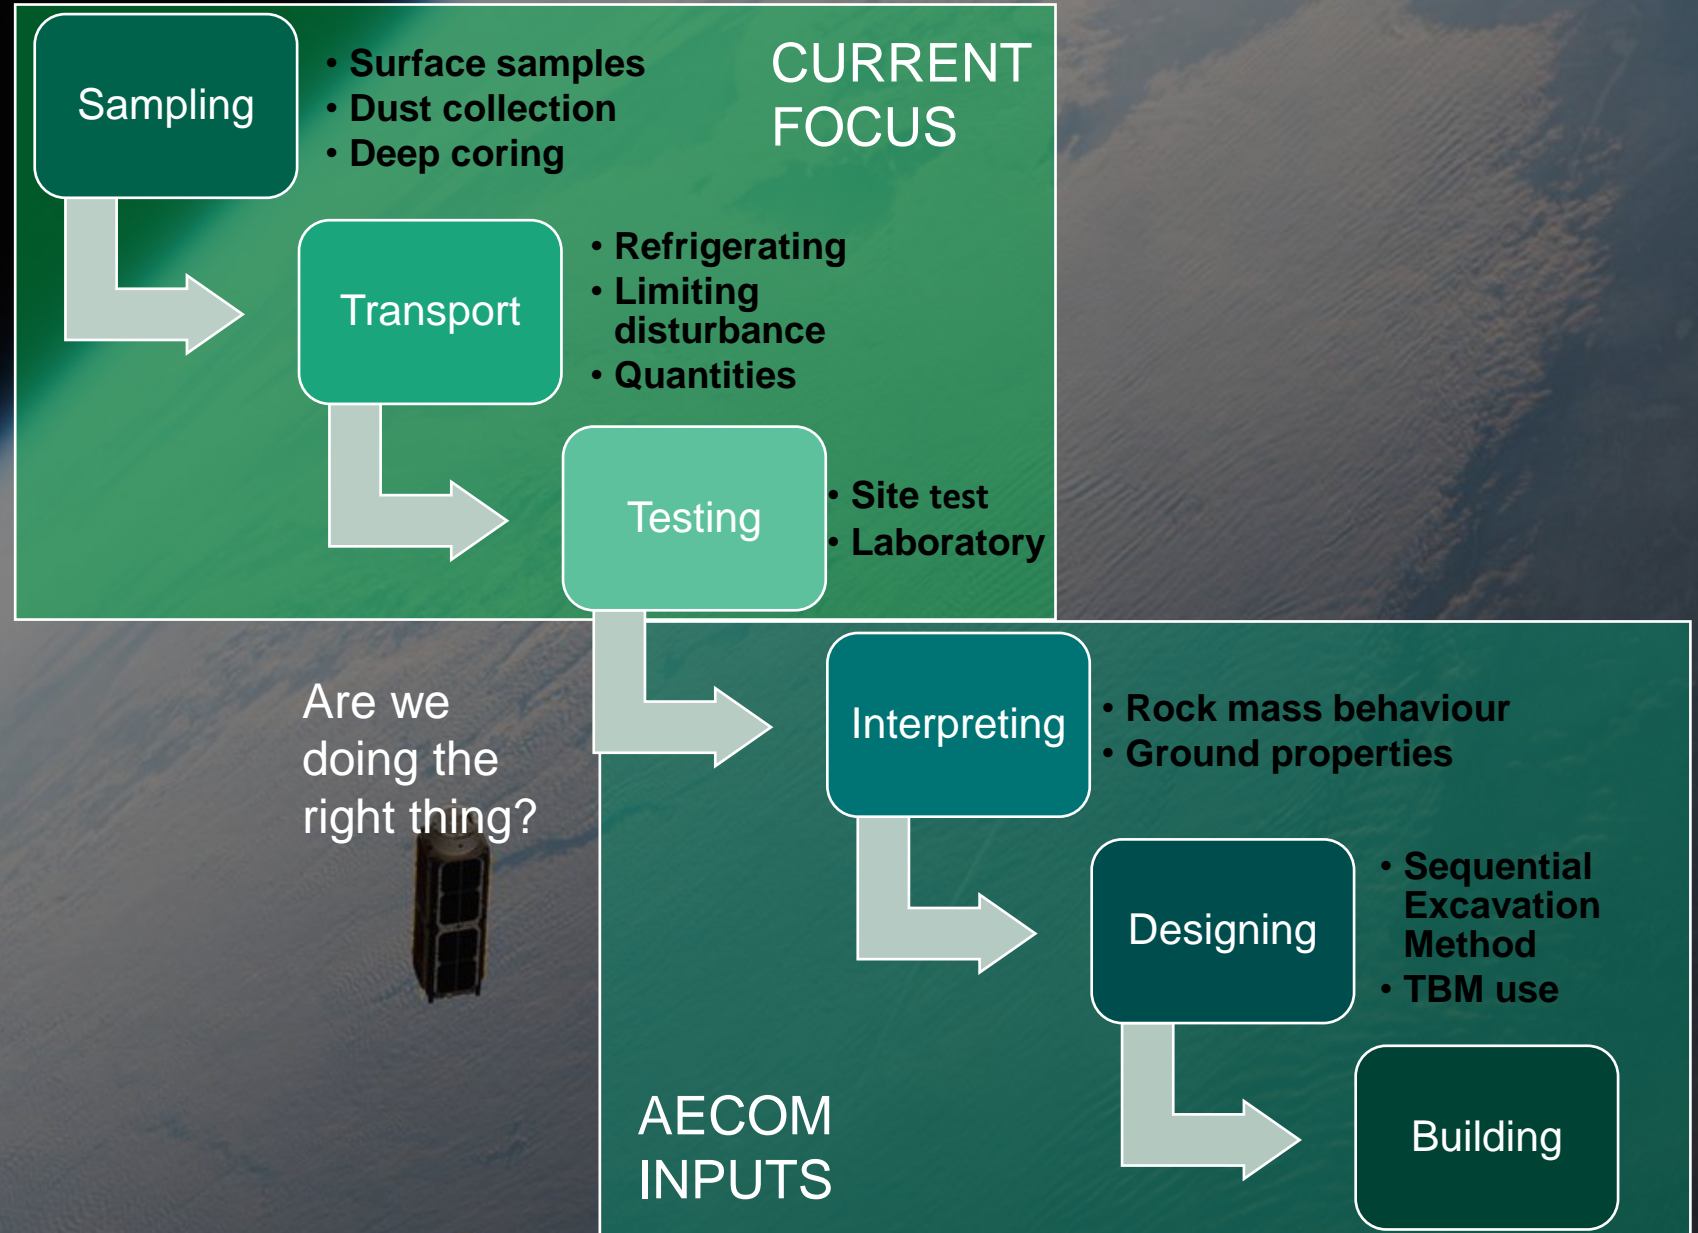 Sampling
• Surface samples
• Dust collection
• Deep coring
CURRENT
FOCUS
Transport
• Refrigerating
• Limiting
disturbance
• Quantities
Testing
• Site test
• Laboratory
Are we
doing the
right thing?
Interpreting
• Rock mass behaviour
• Ground properties
Designing
• Sequential
Excavation
Method
• TBM use
AECOM
INPUTS
Building